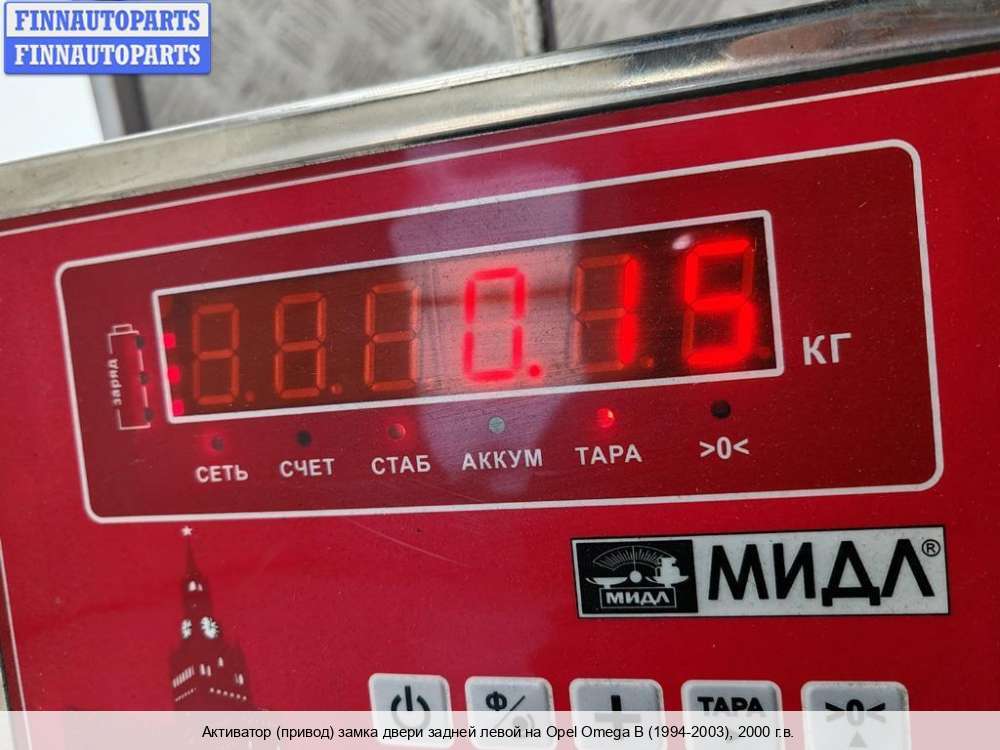 FINNAUTOPARTS
FINNAUTOPARTS
заряд
0.15
КГ
СЕТЬ СЧЕТ СТАБ АККУМ ТАРА >0<
МИДЛ МИДЛ®
Ф/
+
ТАРА
>0<
Активатор (привод) замка двери задней левой на Opel Omega B (1994-2003), 2000 г.в.